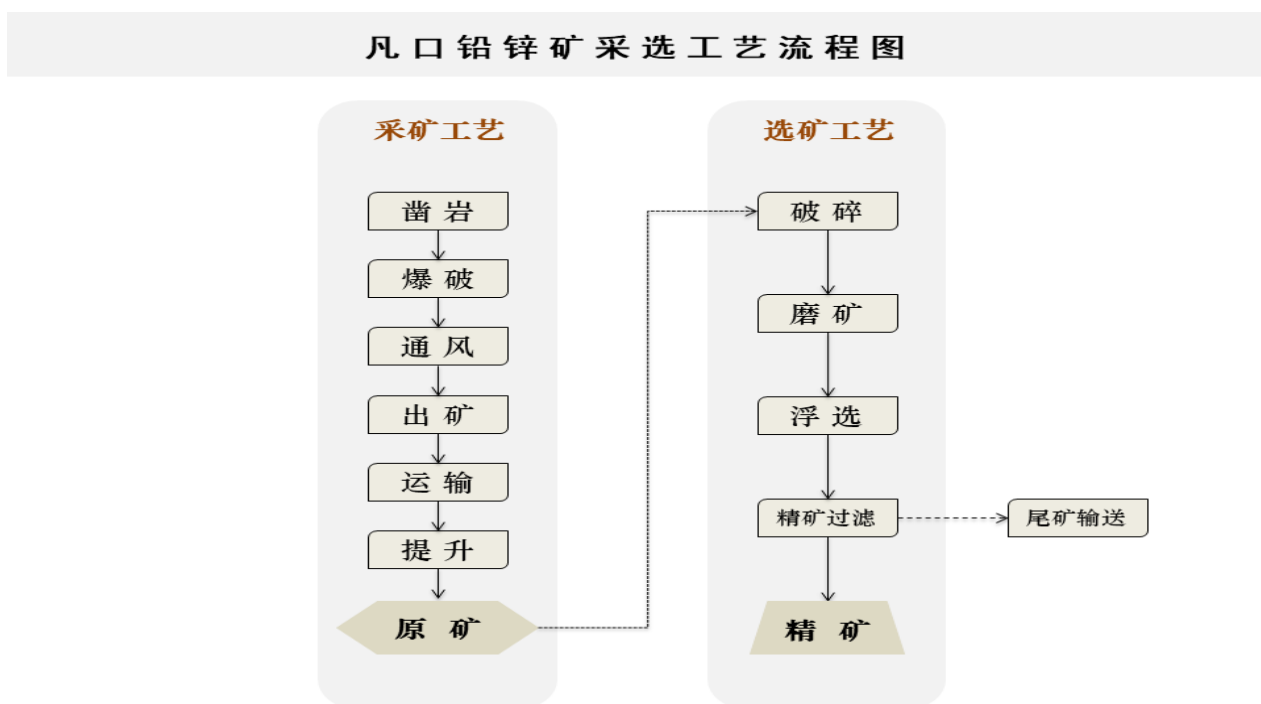 凡口铅锌矿采选工艺流程图
采矿工艺
凿岩
爆破
通风
出矿
运输
提升
原矿
选矿工艺
破碎
磨矿
浮选
精矿过滤
尾矿输送
精矿